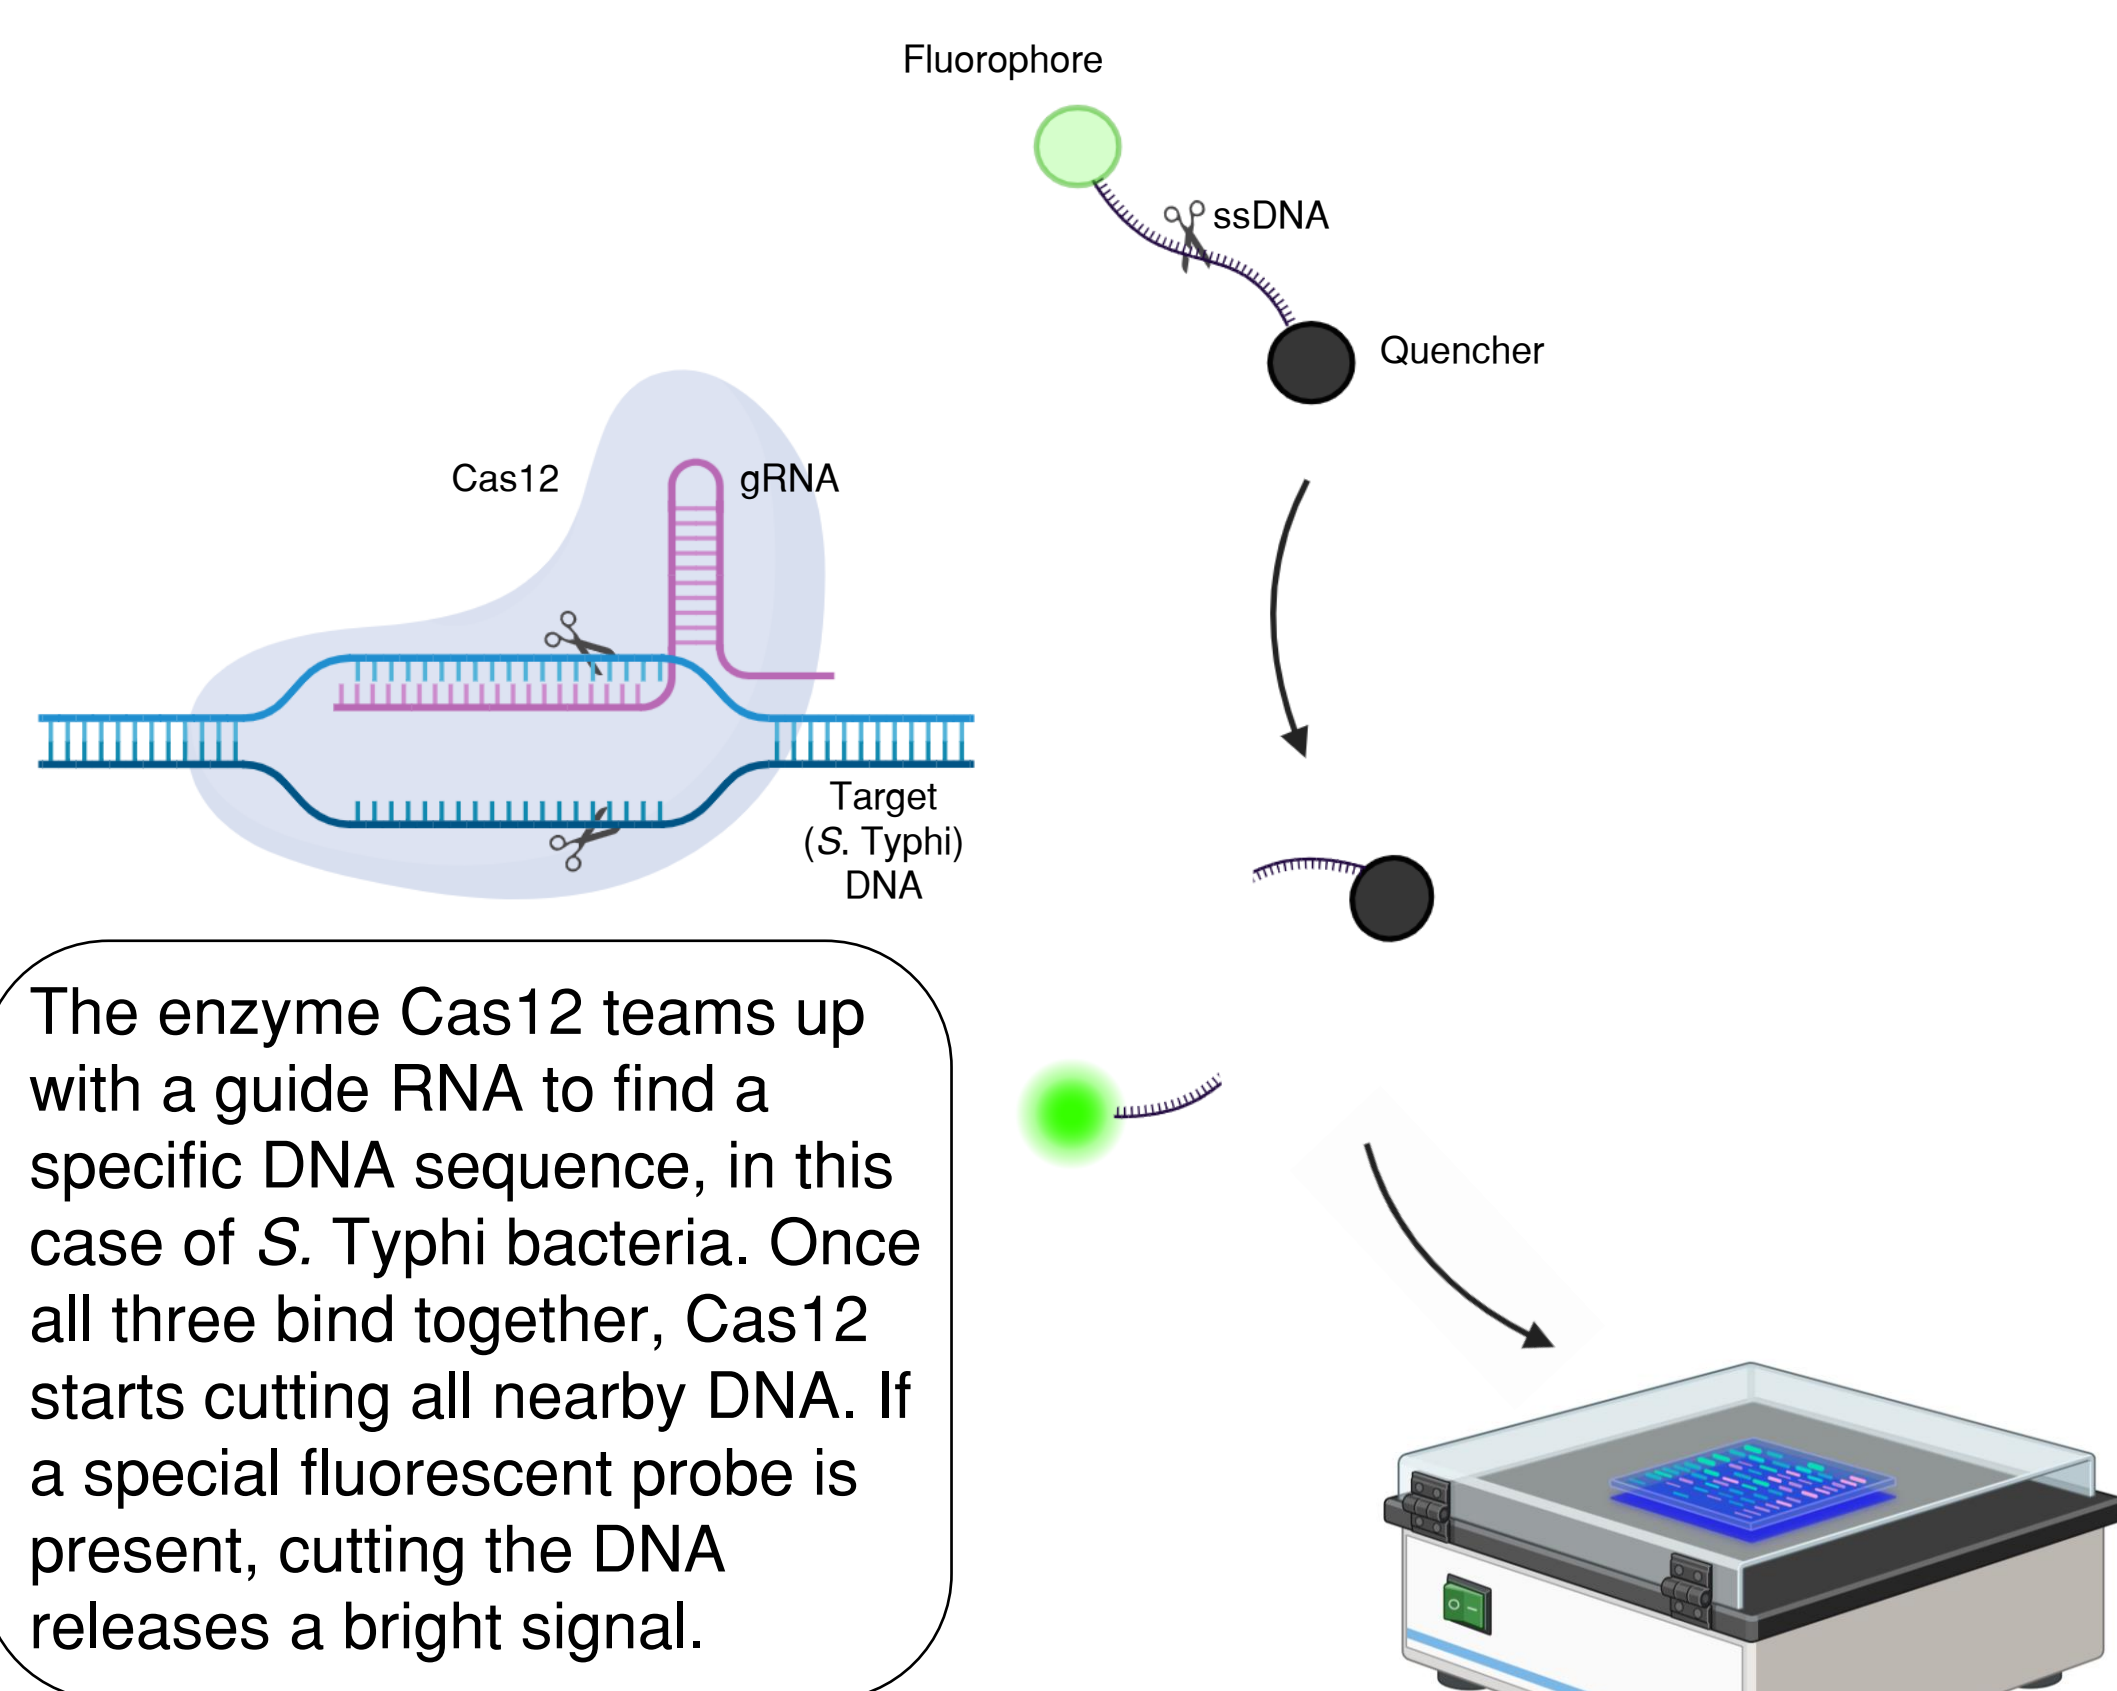 Fluorophore
ssDNA
Quencher
Cas12
gRNA
Target
(S. Typhi)
DNA
The enzyme Cas12 teams up
with a guide RNA to find a
specific DNA sequence, in this
case of S. Typhi bacteria. Once
all three bind together, Cas12
starts cutting all nearby DNA. If
a special fluorescent probe is
present, cutting the DNA
releases a bright signal.